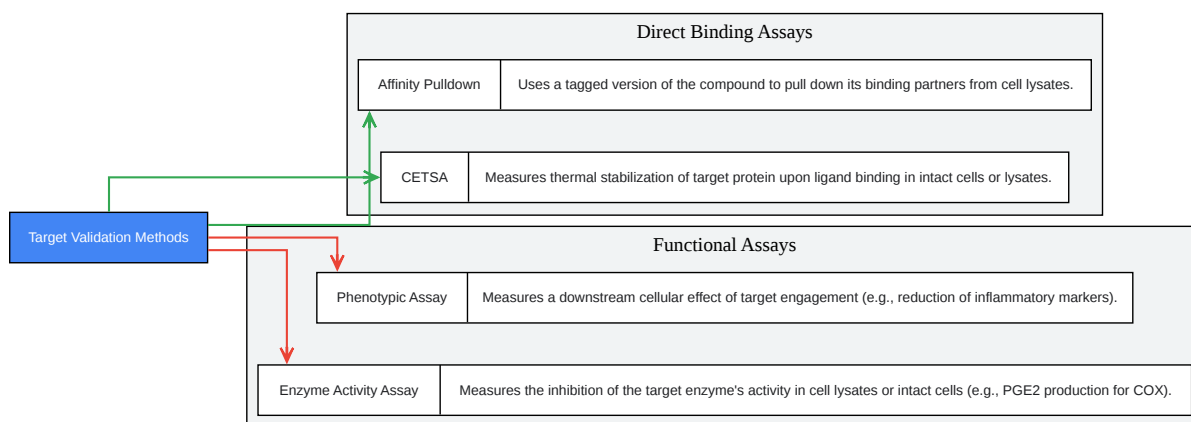 Direct Binding Assays
Affinity Pulldown
Uses a tagged version of the compound to pull down its binding partners from cell lysates.
CETSA
Measures thermal stabilization of target protein upon ligand binding in intact cells or lysates.
Target Validation Methods
Functional Assays
Phenotypic Assay
Measures a downstream cellular effect of target engagement (e.g., reduction of inflammatory markers).
Enzyme Activity Assay
Measures the inhibition of the target enzyme's activity in cell lysates or intact cells (e.g., PGE2 production for COX).